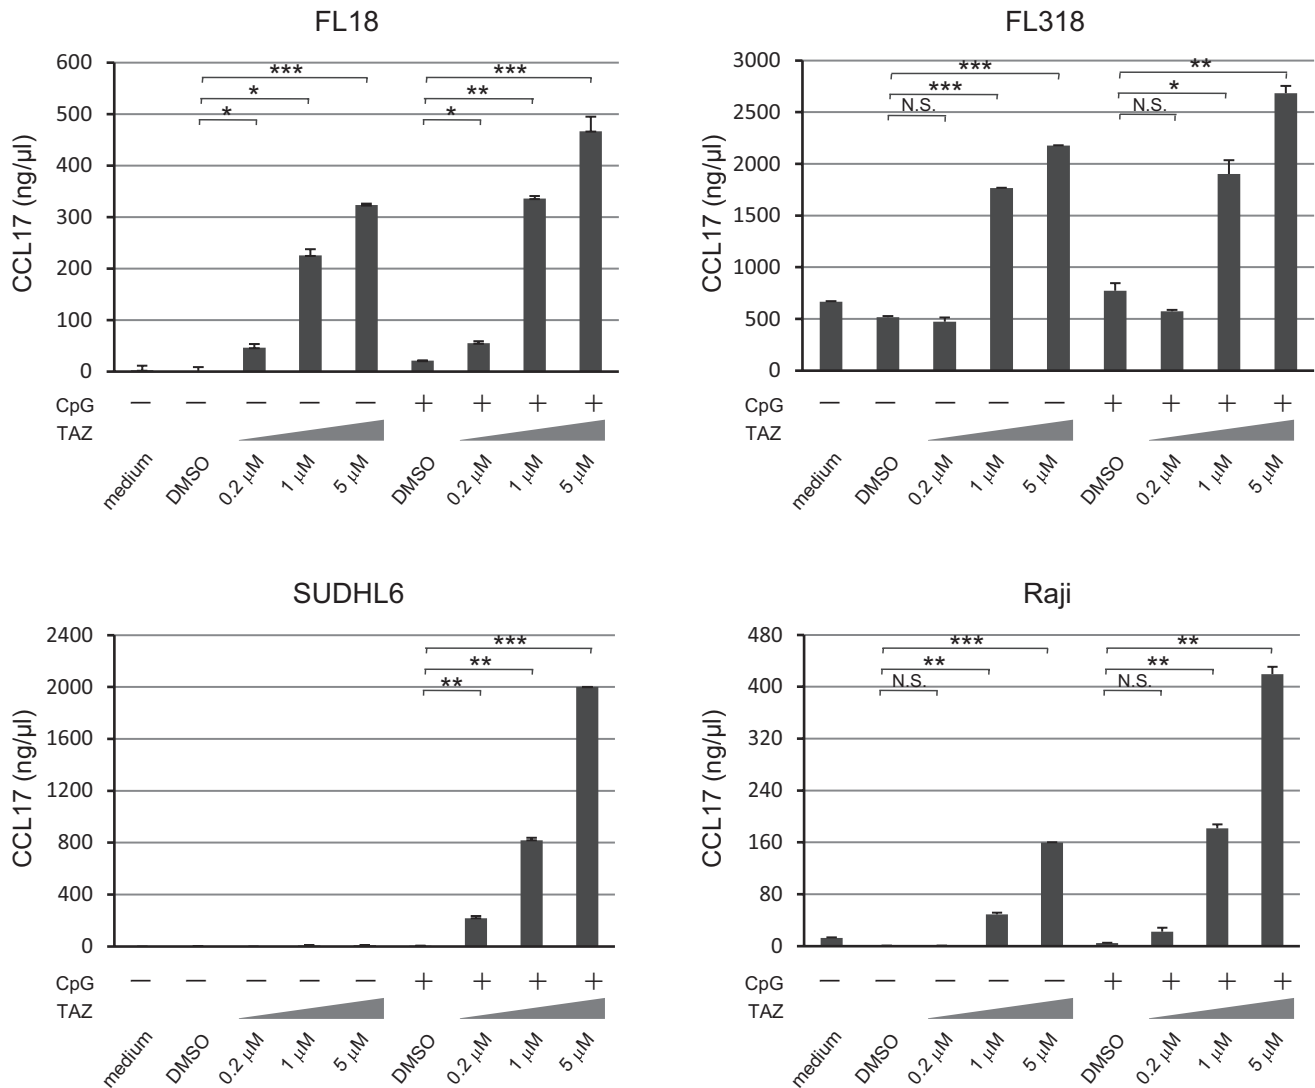 FL18
600
500
400
300
200
100
0
CCL17 (ng/µl)
*** ***
* **
* *
CpG — — — — — + + + +
TAZ
medium DMSO 0.2 µM 1 µM 5 µM DMSO 0.2 µM 1 µM 5 µM
FL318
3000
2500
2000
1500
1000
500
0
CCL17 (ng/µl)
*** **
*** *
N.S. N.S.
CpG — — — — — + + + +
TAZ
medium DMSO 0.2 µM 1 µM 5 µM DMSO 0.2 µM 1 µM 5 µM
SUDHL6
2400
2000
1600
1200
800
400
0
CCL17 (ng/µl)
***
**
**
CpG — — — — — + + + +
TAZ
medium DMSO 0.2 µM 1 µM 5 µM DMSO 0.2 µM 1 µM 5 µM
Raji
480
400
320
240
160
80
0
CCL17 (ng/µl)
*** **
** **
N.S. N.S.
CpG — — — — — + + + +
TAZ
medium DMSO 0.2 µM 1 µM 5 µM DMSO 0.2 µM 1 µM 5 µM